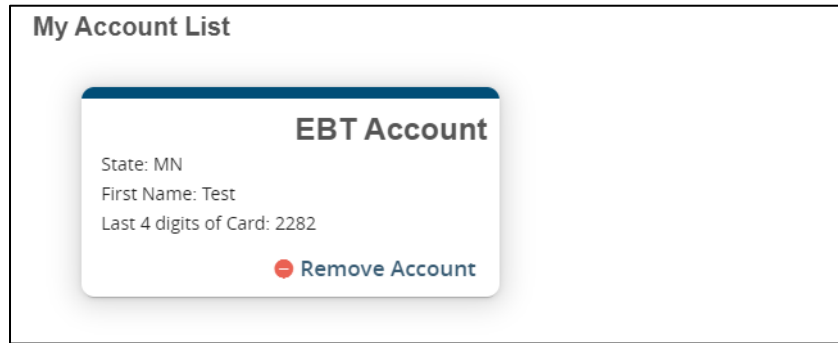 My Account List
EBT Account
State: MN
First Name: Test
Last 4 digits of Card: 2282
Remove Account